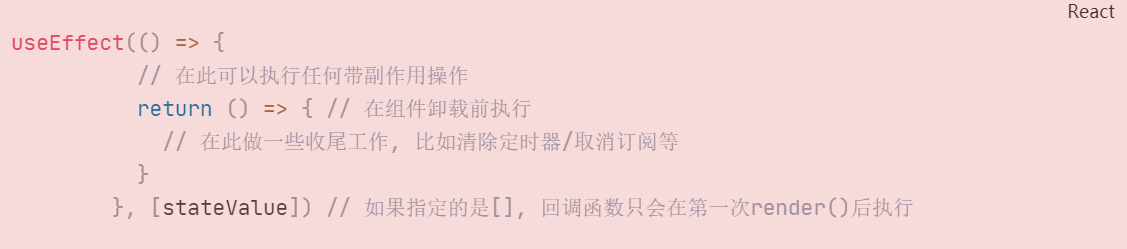 React
useEffect(() => {
// 在此可以执行任何带副作用操作
return () => { // 在组件卸载前执行
// 在此做一些收尾工作, 比如清除定时器/取消订阅等
}
}, [stateValue]) // 如果指定的是[], 回调函数只会在第一次render()后执行